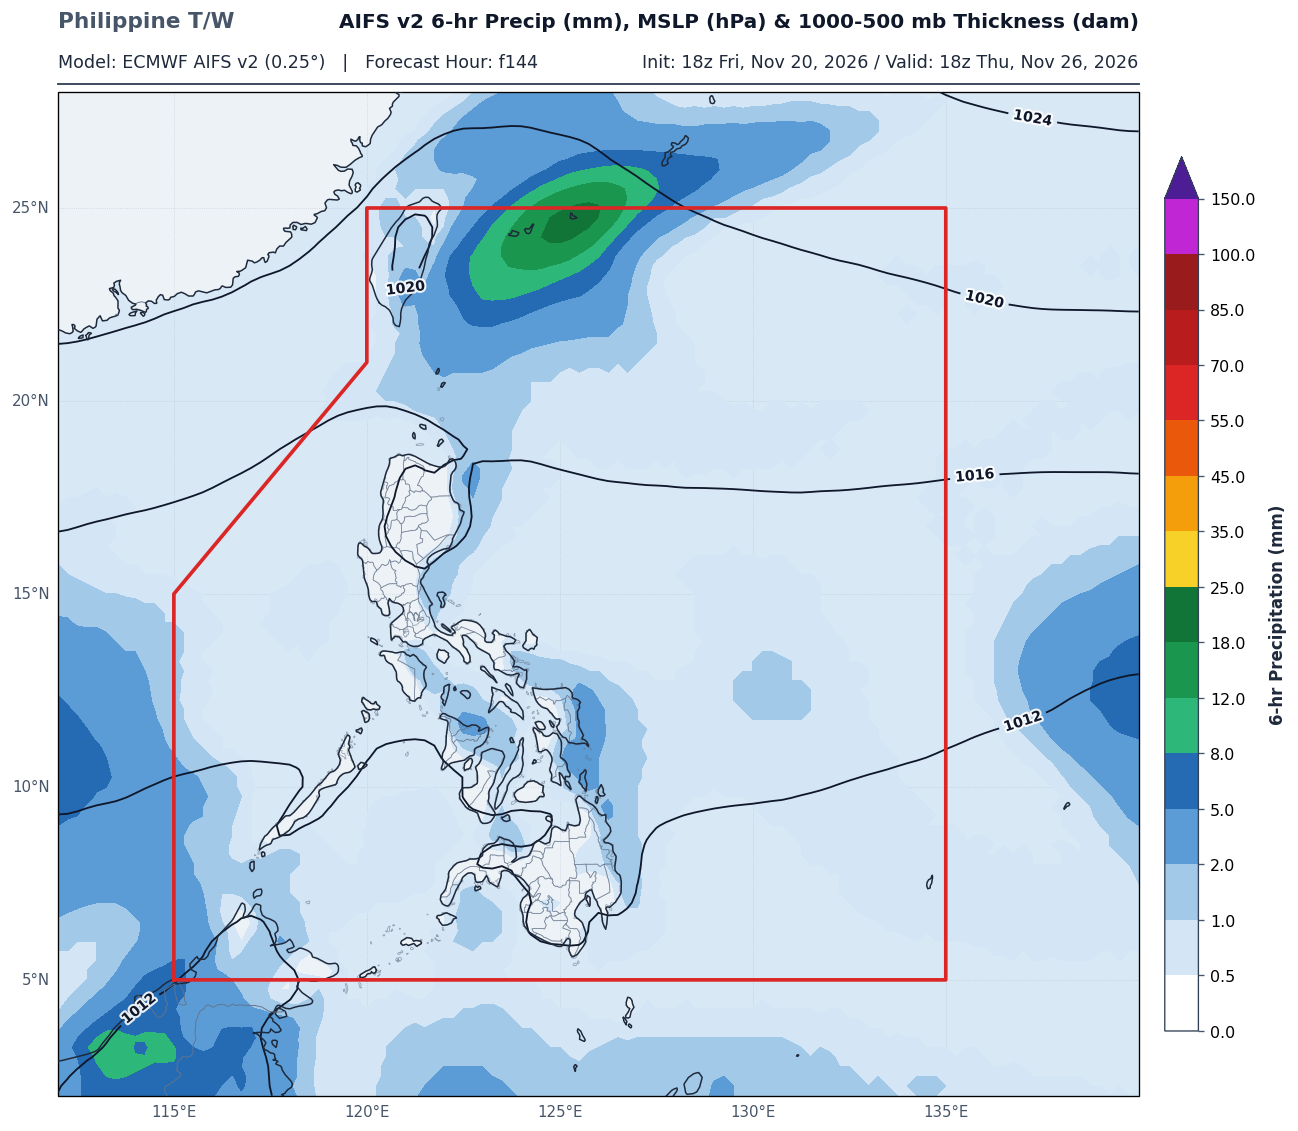 Philippine T/W
AIFS v2 6-hr Precip (mm), MSLP (hPa) & 1000-500 mb Thickness (dam)
Model: ECMWF AIFS v2 (0.25°) | Forecast Hour: f144
Init: 18z Fri, Nov 20, 2026 / Valid: 18z Thu, Nov 26, 2026
1024
150.0
25°N
100.0
1020
1020
85.0
70.0
20°N
55.0
1016
45.0
35.0
15°N
25.0
18.0
12.0
1012
8.0
10°N
5.0
2.0
1.0
5°N
0.5
1012
0.0
6-hr Precipitation (mm)
115°E
120°E
125°E
130°E
135°E